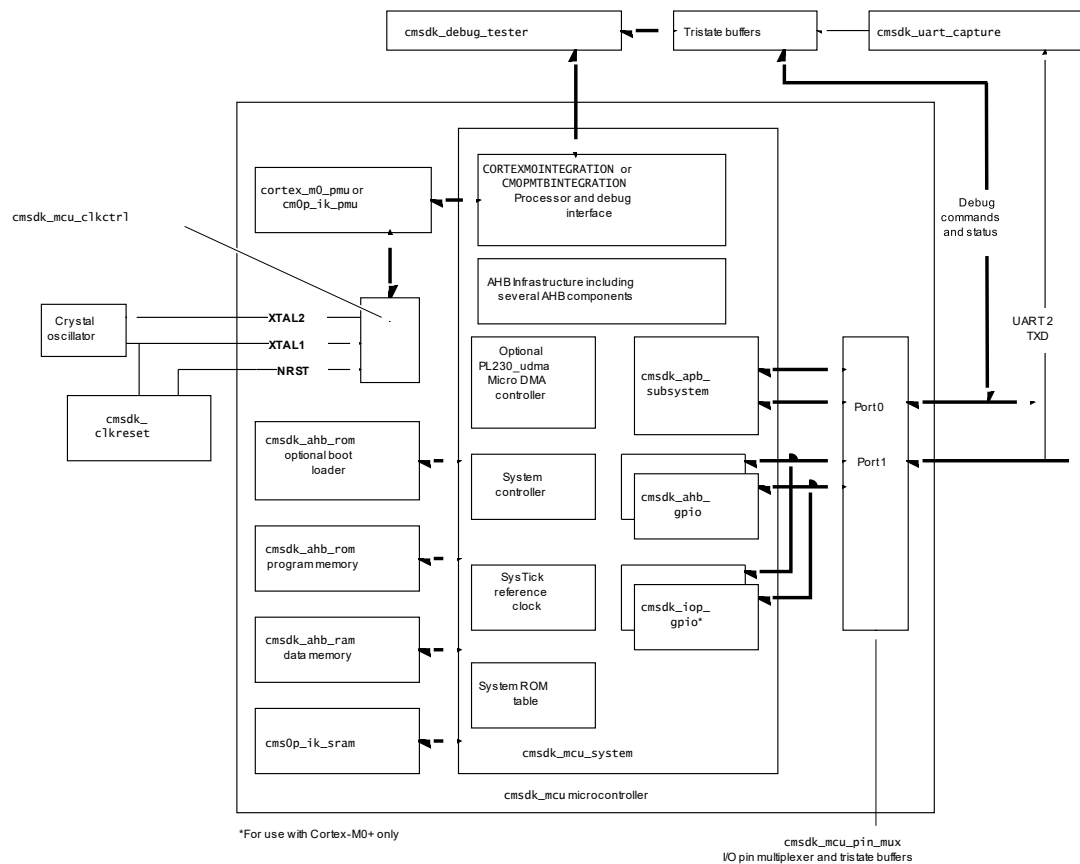 cmsdk_debug_tester
Tristate buffers
cmsdk_uart_capture
CORTEXM0INTEGRATION or
CM0PMTBINTEGRATION
Processor and debug
interface
cortex_m0_pmu or
cm0p_ik_pmu
cmsdk_mcu_clkctrl
Debug
commands
and status
AHB Infrastructure including
several AHB components
Crystal
oscillator
XTAL2
XTAL1
NRST
UART 2
TXD
Optional
PL230_udma
Micro DMA
controller
cmsdk_apb_
subsystem
Port0
Port1
cmsdk_
clkreset
cmsdk_ahb_rom
optional boot
loader
System
controller
cmsdk_ahb_
gpio
cmsdk_ahb_rom
program memory
SysTick
reference
clock
cmsdk_iop_
gpio*
cmsdk_ahb_ram
data memory
System ROM
table
cms0p_ik_sram
cmsdk_mcu_system
cmsdk_mcu microcontroller
*For use with Cortex-M0+ only
cmsdk_mcu_pin_mux
I/O pin multiplexer and tristate buffers